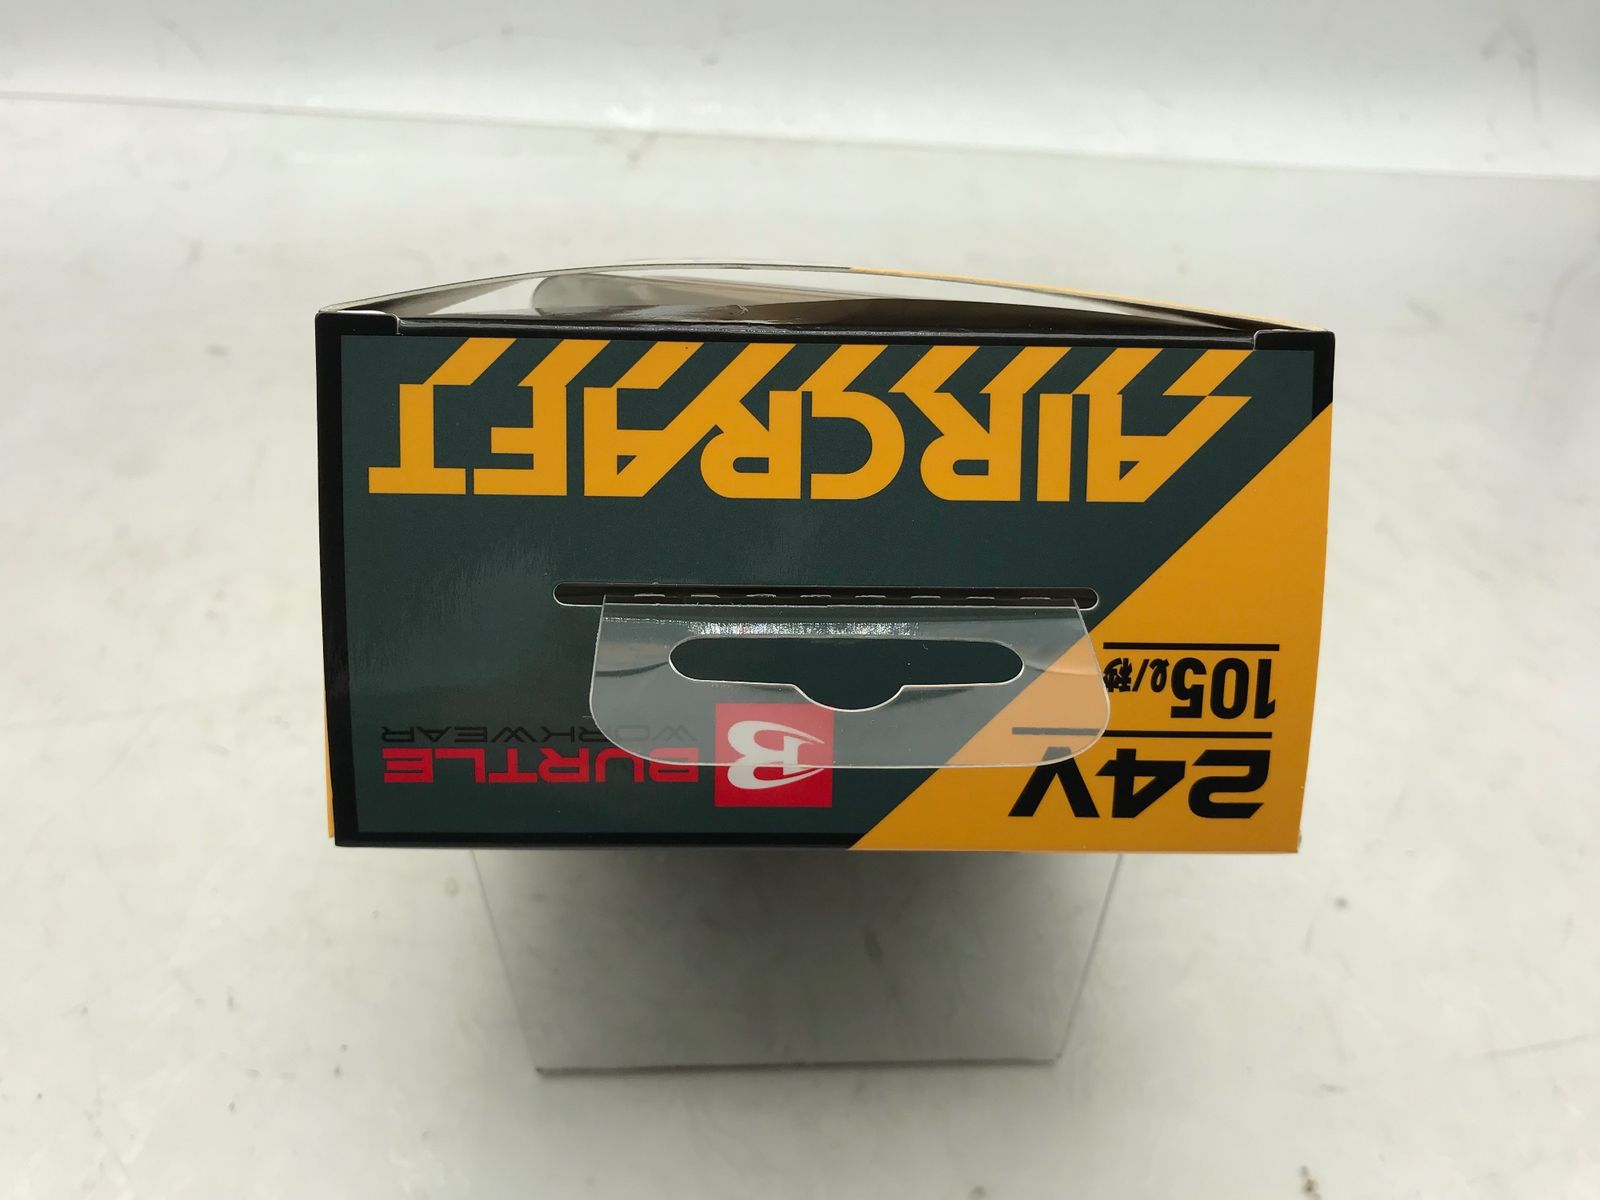 24V
105ℓ/秒
BURTLE
WORKWEAR
AIRCRAFT